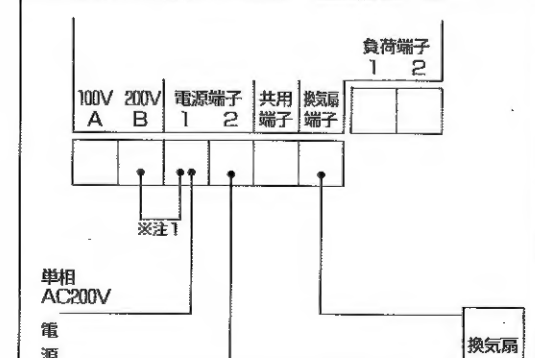 負荷端子
1 2
100V 200V 電源端子 共用 換気扇
A B 1 2 端子 端子
※注1
単相
AC200V
電
源
換気扇